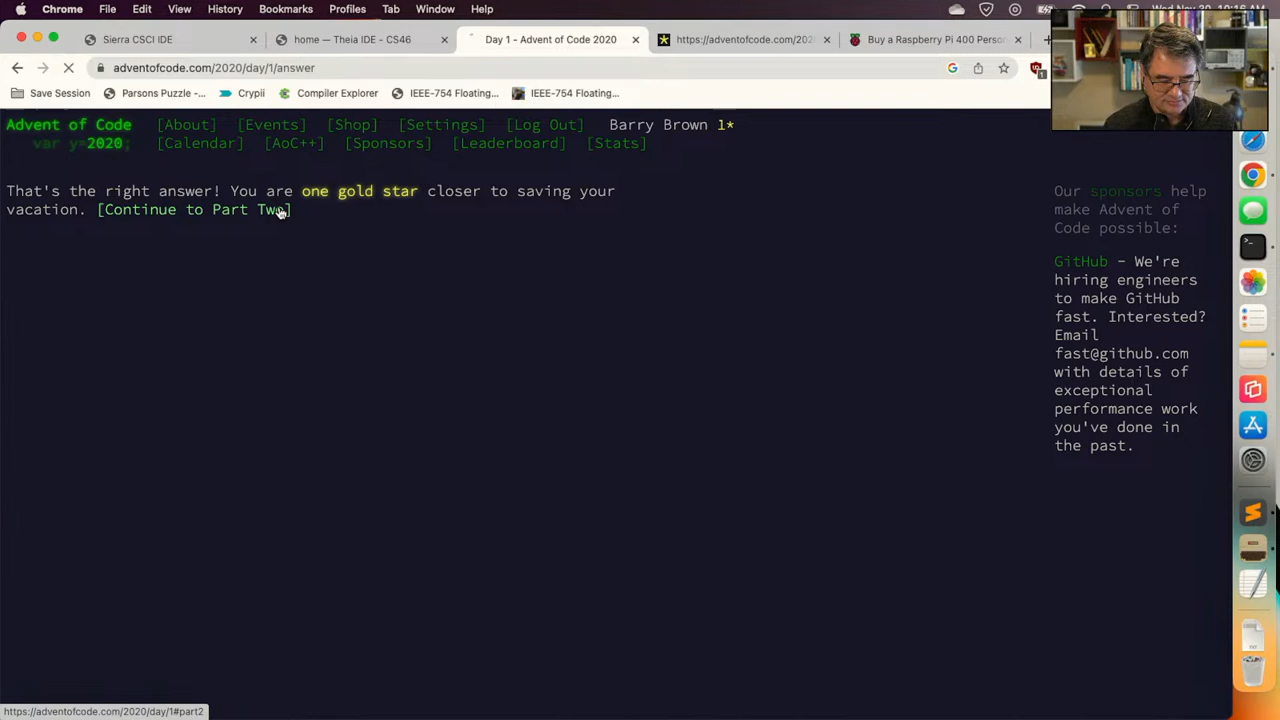 Chrome File Edit View History Bookmarks Profiles Tab Window Help
Sierra CSCI IDE
home — Theia IDE - CS46
Day 1 - Advent of Code 2020
https://adventofcode.com/202
Buy a Raspberry Pi 400 Perso
adventofcode.com/2020/day/1/answer
Save Session Parsons Puzzle -... Crypii Compiler Explorer IEEE-754 Floating... IEEE-754 Floating...
Advent of Code [About] [Events] [Shop] [Settings] [Log Out] Barry Brown 1*
var y=2020; [Calendar] [AoC++] [Sponsors] [Leaderboard] [Stats]
That's the right answer! You are one gold star closer to saving your
vacation. [Continue to Part Two]
Our sponsors help
make Advent of
Code possible:
GitHub - We're
hiring engineers
to make GitHub
fast. Interested?
Email
fast@github.com
with details of
exceptional
performance work
you've done in
the past.
https://adventofcode.com/2020/day/1#part2